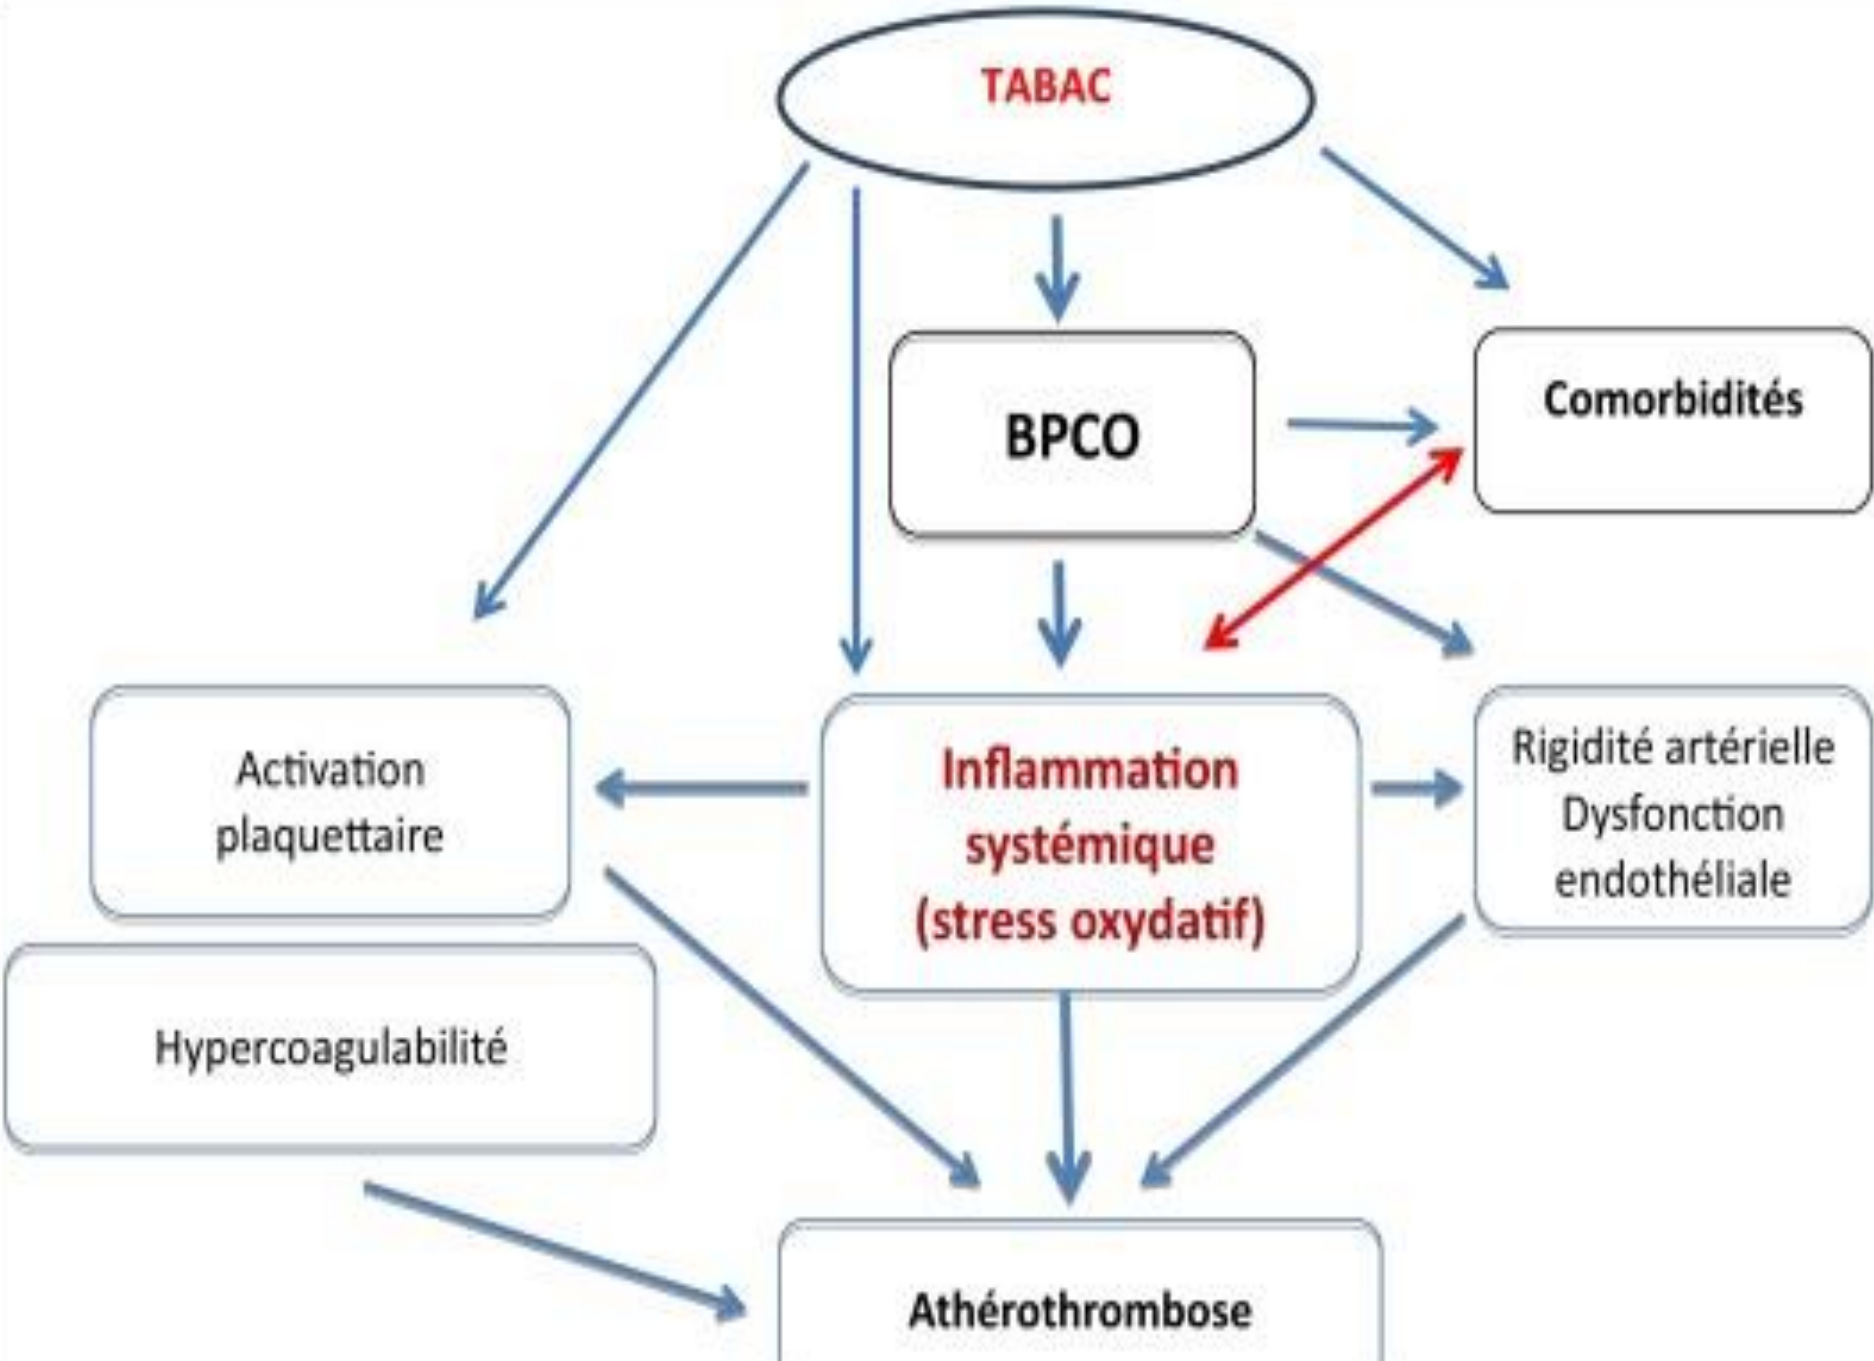 TABAC
BPCO
Comorbidités
Activation
plaquettaire
Inflammation
systémique
(stress oxydatif)
Rigidité artérielle
Dysfonction
endothéliale
Hypercoagulabilité
Athérothrombose